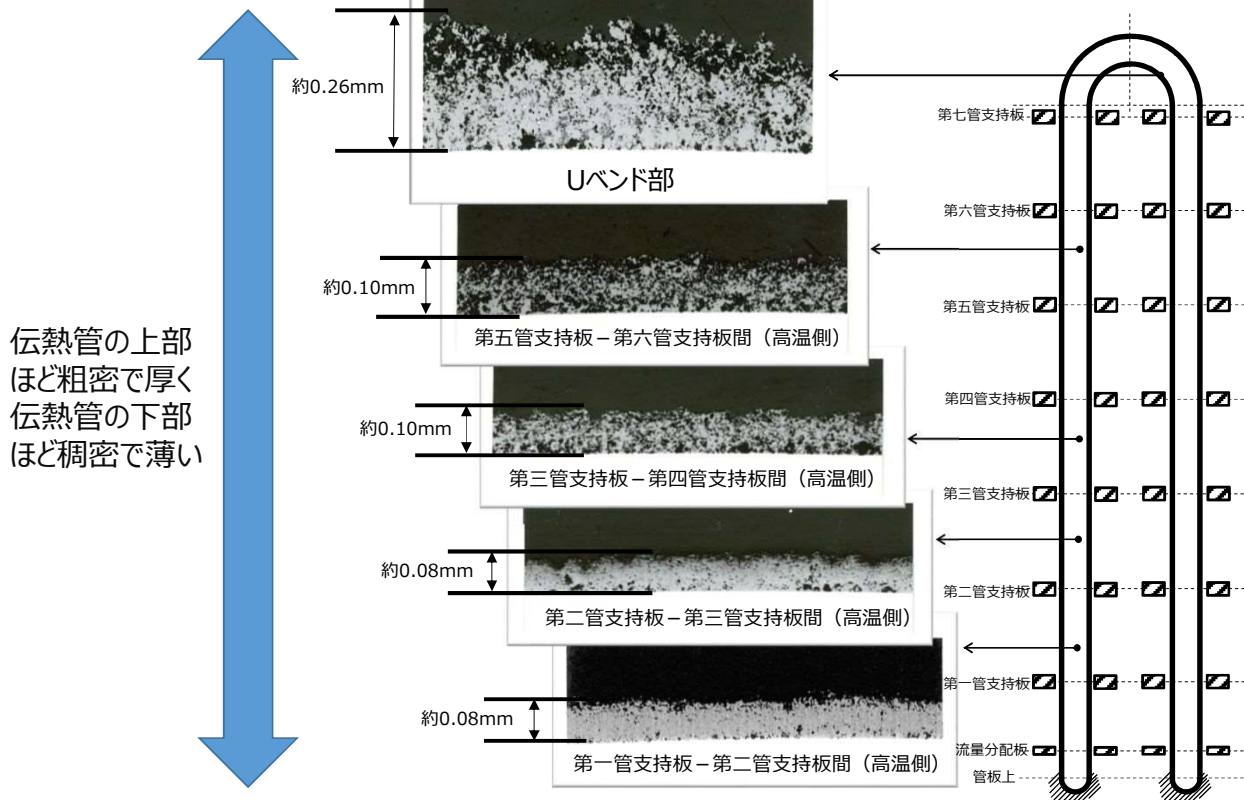 伝熱管の上部
ほど粗密で厚く
伝熱管の下部
ほど稠密で薄い
約0.26mm
Uベンド部
約0.10mm
第五管支持板－第六管支持板間（高温側）
約0.10mm
第三管支持板－第四管支持板間（高温側）
約0.08mm
第二管支持板－第三管支持板間（高温側）
約0.08mm
第一管支持板－第二管支持板間（高温側）
第七管支持板
第六管支持板
第五管支持板
第四管支持板
第三管支持板
第二管支持板
第一管支持板
流量分配板
管板上